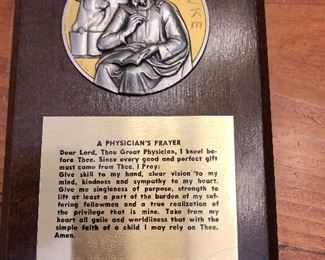 UKE
A PHYSICIAN'S PRAYER
Dear Lord, Thou Great Physician, I kneel be-
fore Thee. Since every good and perfect gift
must come from Thee, I Pray:
Give skill to my hand, clear vision to my
mind, kindness and sympathy to my heart.
Give me singleness of purpose, strength to
lift at least a part of the burden of my suf-
fering fellowmen and a true realization of
the privilege that is mine. Take from my
heart all guile and worldliness that with the
simple faith of a child I may rely on Thee.
Amen.